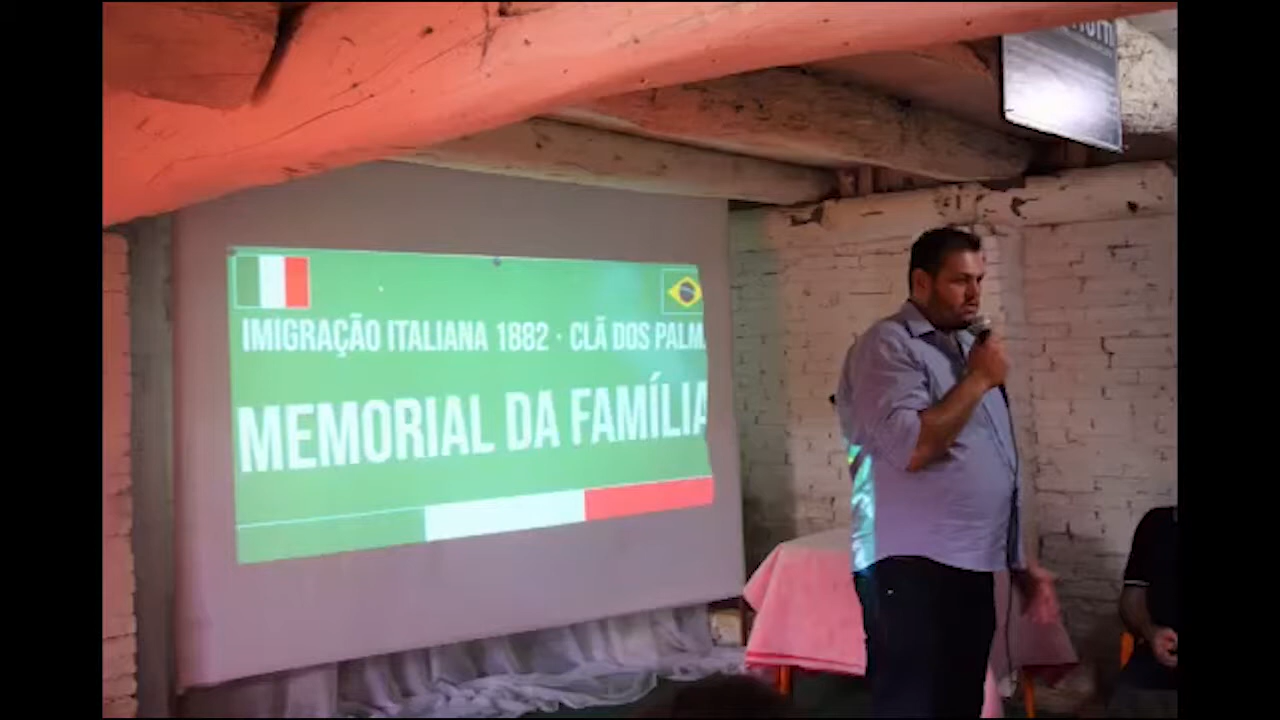 IMIGRAÇÃO ITALIANA 1882 · CLÃ DOS PALM
MEMORIAL DA FAMÍLIA